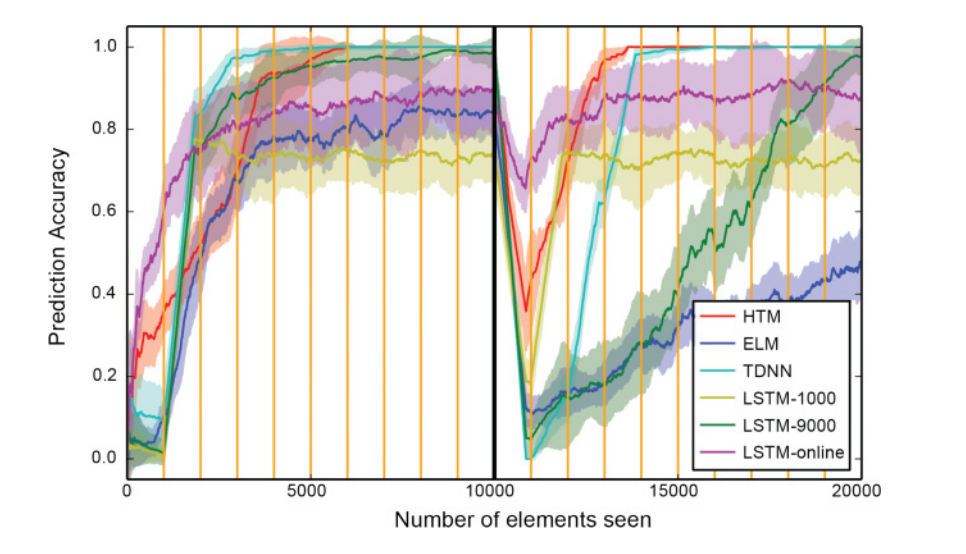 Prediction Accuracy
1.0
0.8
0.6
0.4
0.2
0.0
0
5000
10000
15000
20000
Number of elements seen
HTM
ELM
TDNN
LSTM-1000
LSTM-9000
LSTM-online